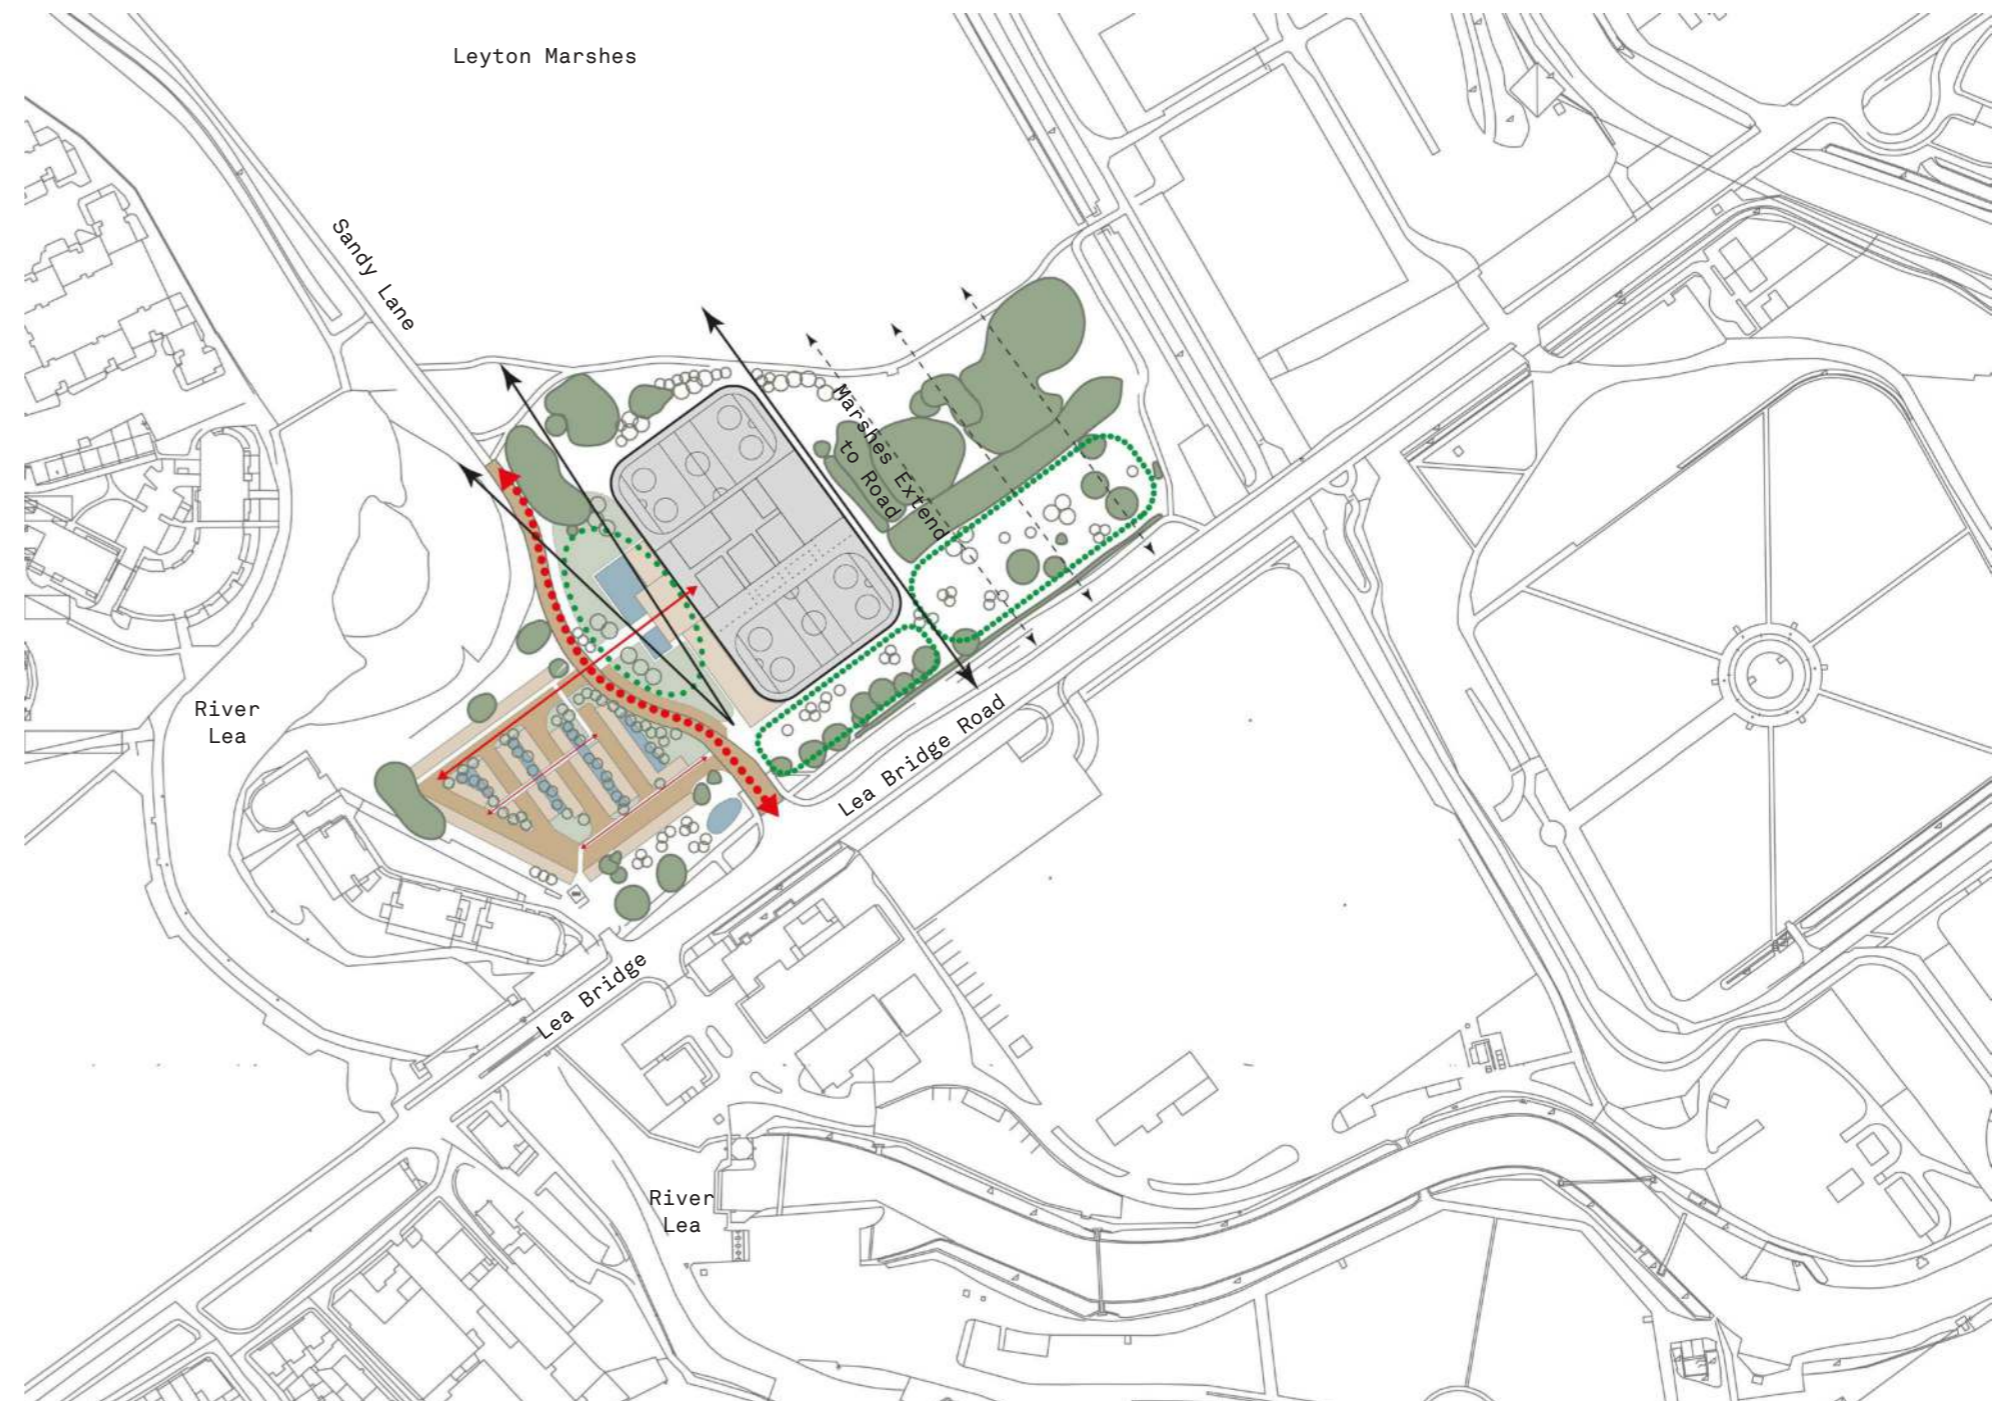 Leyton Marshes
Sandy Lane
Marshes Extend
to Road
River
Lea
Lea Bridge Road
Lea Bridge
River
Lea